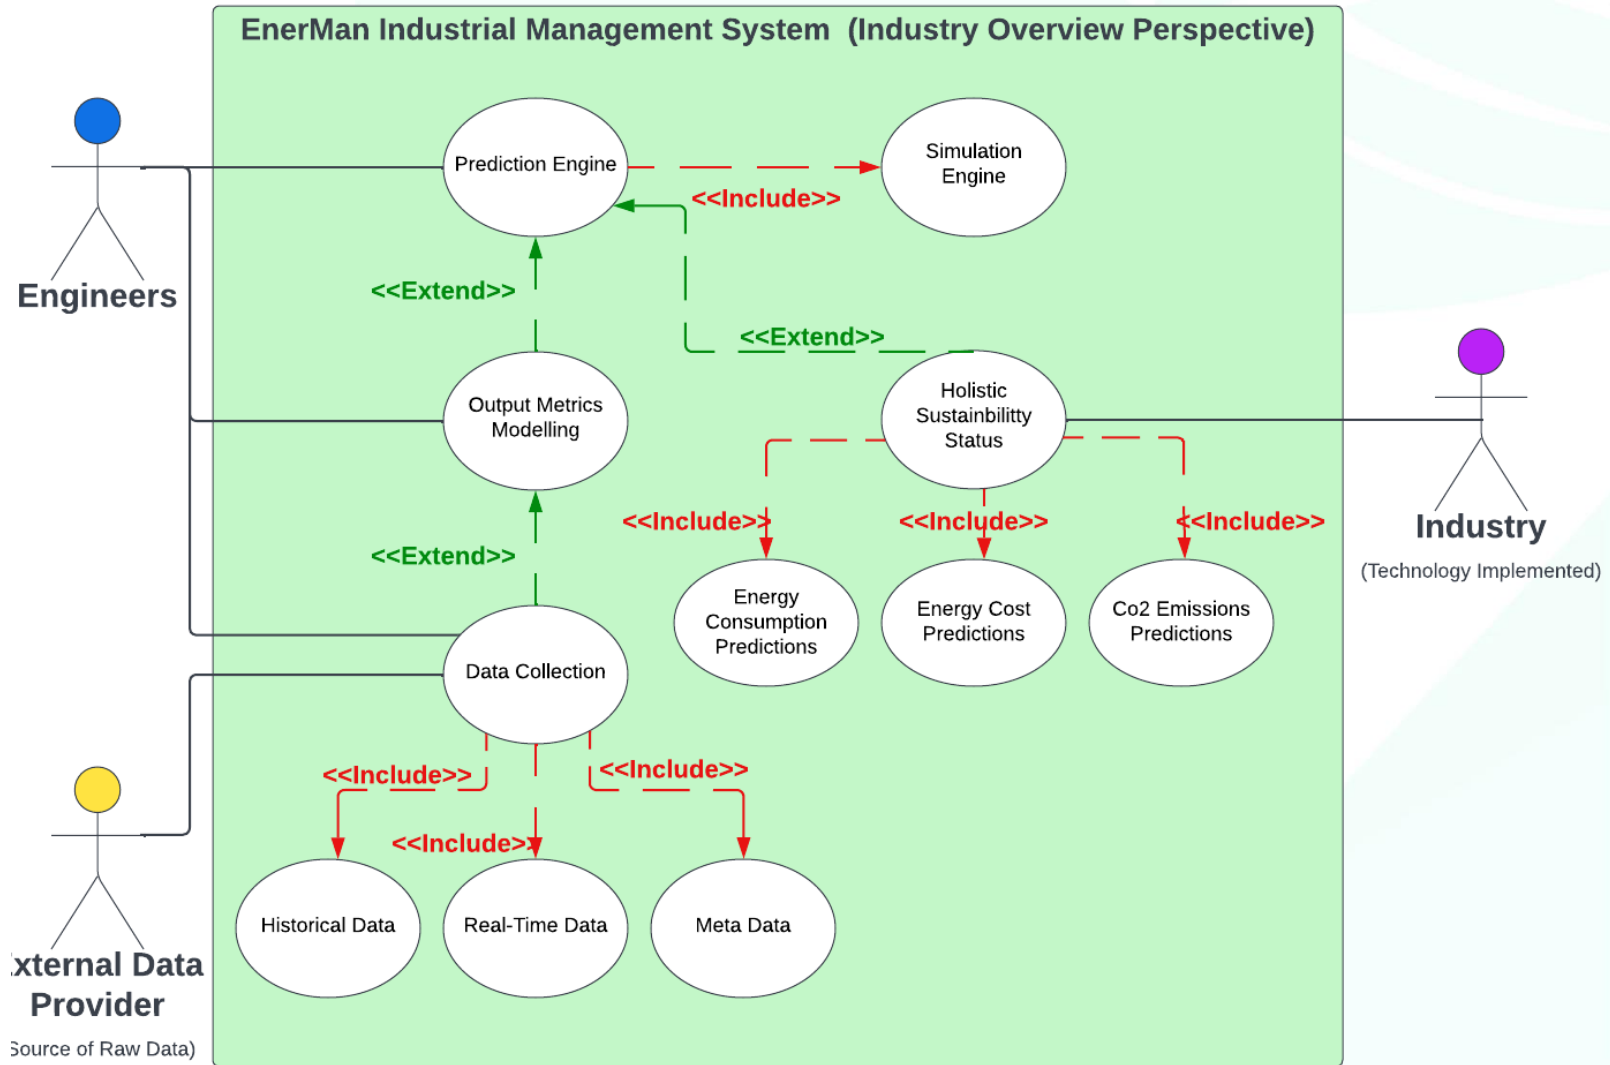 EnerMan Industrial Management System (Industry Overview Perspective)
Prediction Engine
Simulation
Engine
<<Include>>
Engineers
<<Extend>>
<<Extend>>
Output Metrics
Modelling
Holistic
Sustainbilitty
Status
<<Include>>
<<Include>>
<<Include>>
Industry
(Technology Implemented)
<<Extend>>
Energy
Consumption
Predictions
Energy Cost
Predictions
Co2 Emissions
Predictions
Data Collection
<<Include>>
<<Include>>
<<Include>>
Historical Data
Real-Time Data
Meta Data
xternal Data
Provider
Source of Raw Data)